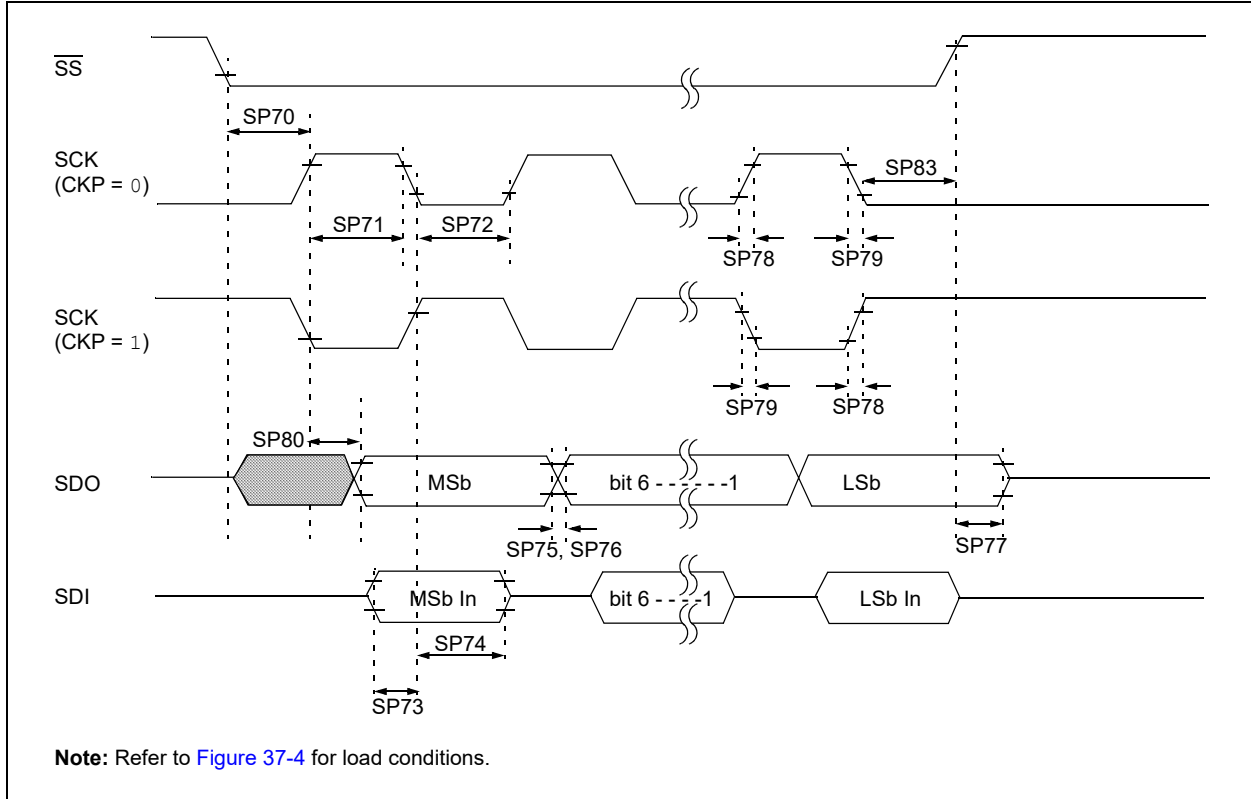 SS
SP70
SCK
(CKP = 0)
SP83
SP71
SP72
SP78
SP79
SCK
(CKP = 1)
SP79
SP78
SP80
SDO
MSb
bit 6 - - - - - - -1
LSb
SP75, SP76
SP77
SDI
MSb In
bit 6 - - - - -1
LSb In
SP74
SP73
Note: Refer to Figure 37-4 for load conditions.